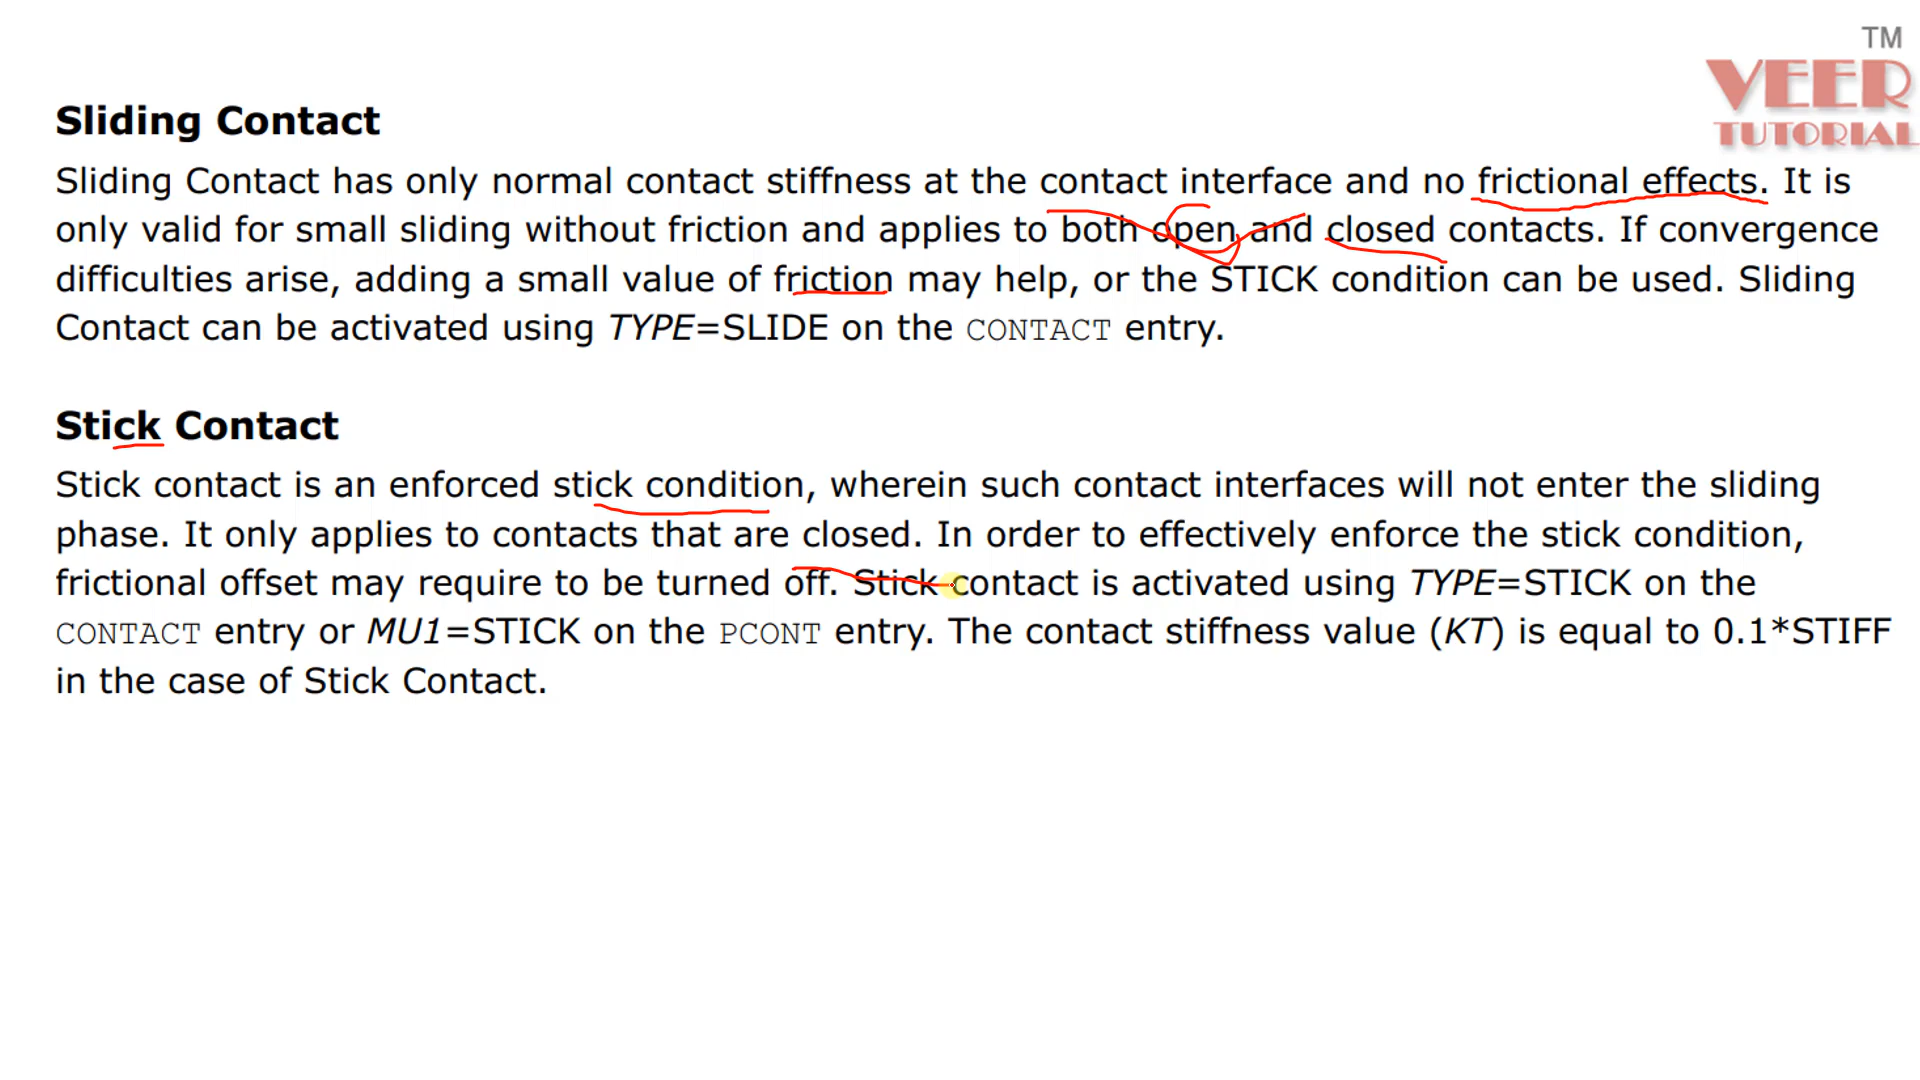 TM
VEER
TUTORIAL
Sliding Contact
Sliding Contact has only normal contact stiffness at the contact interface and no frictional effects. It is
only valid for small sliding without friction and applies to both open and closed contacts. If convergence
difficulties arise, adding a small value of friction may help, or the STICK condition can be used. Sliding
Contact can be activated using TYPE=SLIDE on the CONTACT entry.
Stick Contact
Stick contact is an enforced stick condition, wherein such contact interfaces will not enter the sliding
phase. It only applies to contacts that are closed. In order to effectively enforce the stick condition,
frictional offset may require to be turned off. Stick contact is activated using TYPE=STICK on the
CONTACT entry or MU1=STICK on the PCONT entry. The contact stiffness value (KT) is equal to 0.1*STIFF
in the case of Stick Contact.